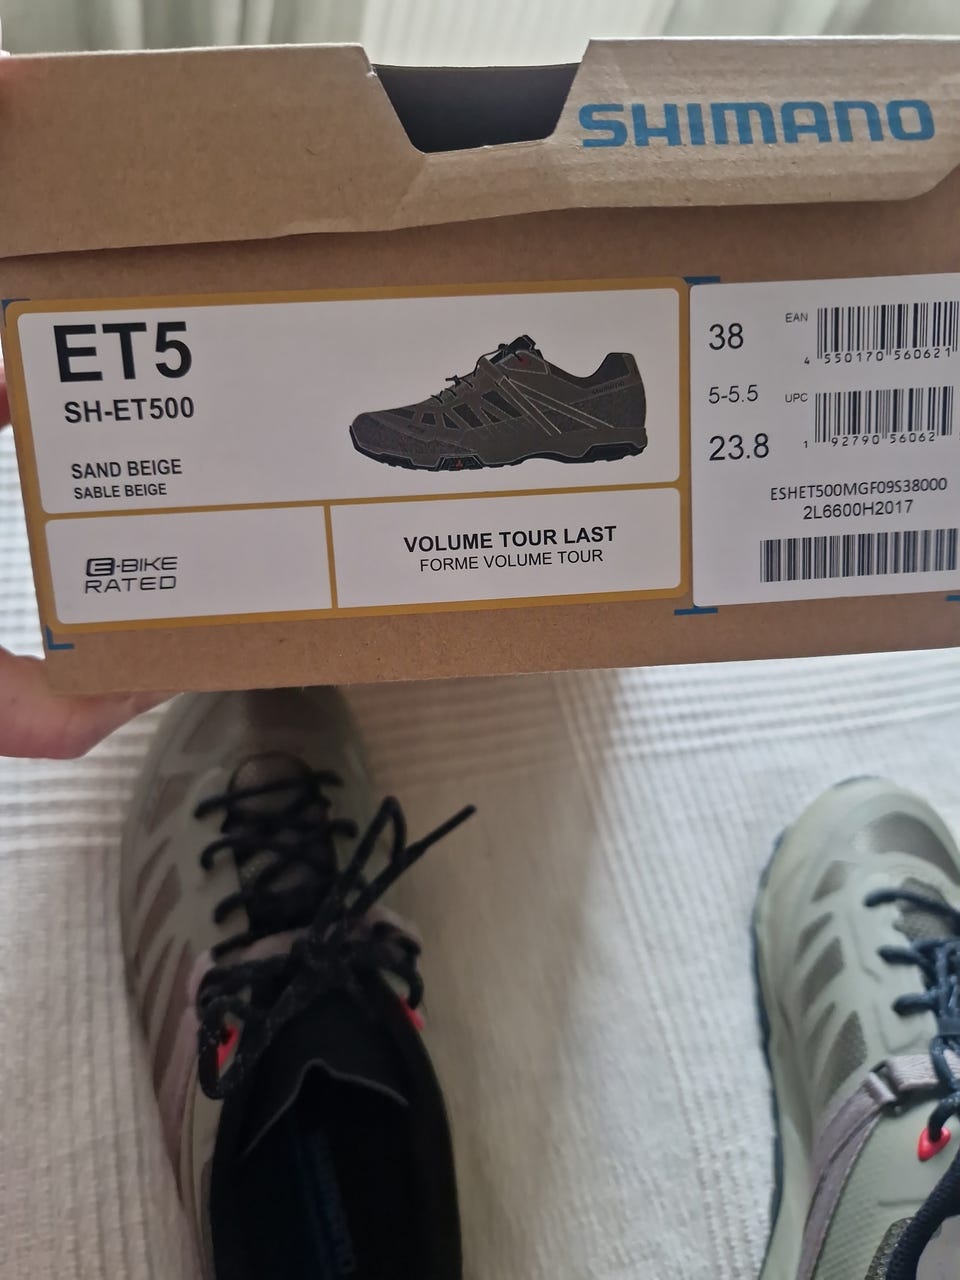 SHIMANO
ET5
SH-ET500
SAND BEIGE
SABLE BEIGE
E-BIKE
RATED
VOLUME TOUR LAST
FORME VOLUME TOUR
38
5-5.5
23.8
EAN
4 550170 560621
UPC
1 92790 56062
ESHET500MGF09S38000
2L6600H2017